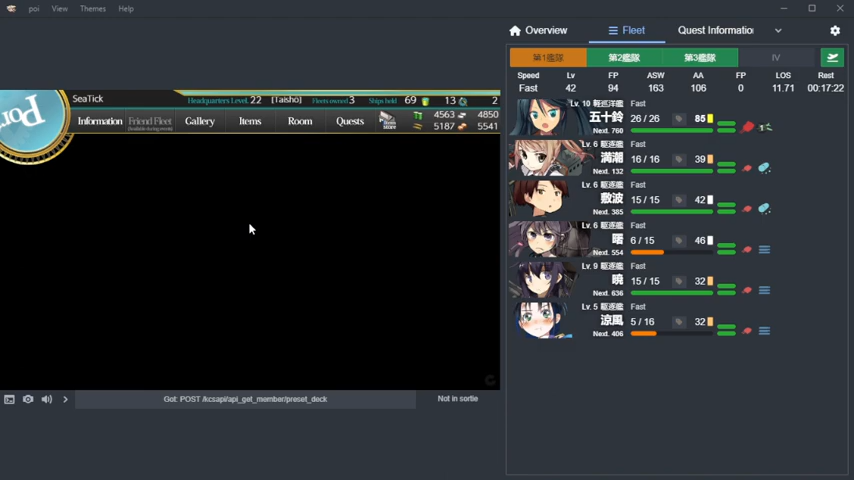 poi View Themes Help
Overview Fleet Quest Informatio
第1艦隊 第2艦隊 第3艦隊 IV
Speed Lv FP ASW AA FP LOS Rest
Fast 42 94 163 106 0 11.71 00:17:22
SeaTick Headquarters Level 22 [Taishō] Fleets owned 3 Ships held 69 13 2
Port
Information Friend Fleet Gallery Items Room Quests
4563 4850
5187 5541
Lv. 10 軽巡洋艦 Fast
五十鈴 26 / 26 85
Next. 760
Lv. 6 駆逐艦 Fast
満潮 16 / 16 39
Next. 132
Lv. 6 駆逐艦 Fast
敷波 15 / 15 42
Next. 385
Lv. 6 駆逐艦 Fast
曙 6 / 15 46
Next. 554
Lv. 9 駆逐艦 Fast
暁 15 / 15 32
Next. 636
Lv. 5 駆逐艦 Fast
涼風 5 / 16 32
Next. 406
Got: POST /kcsapi/api_get_member/preset_deck Not in sortie